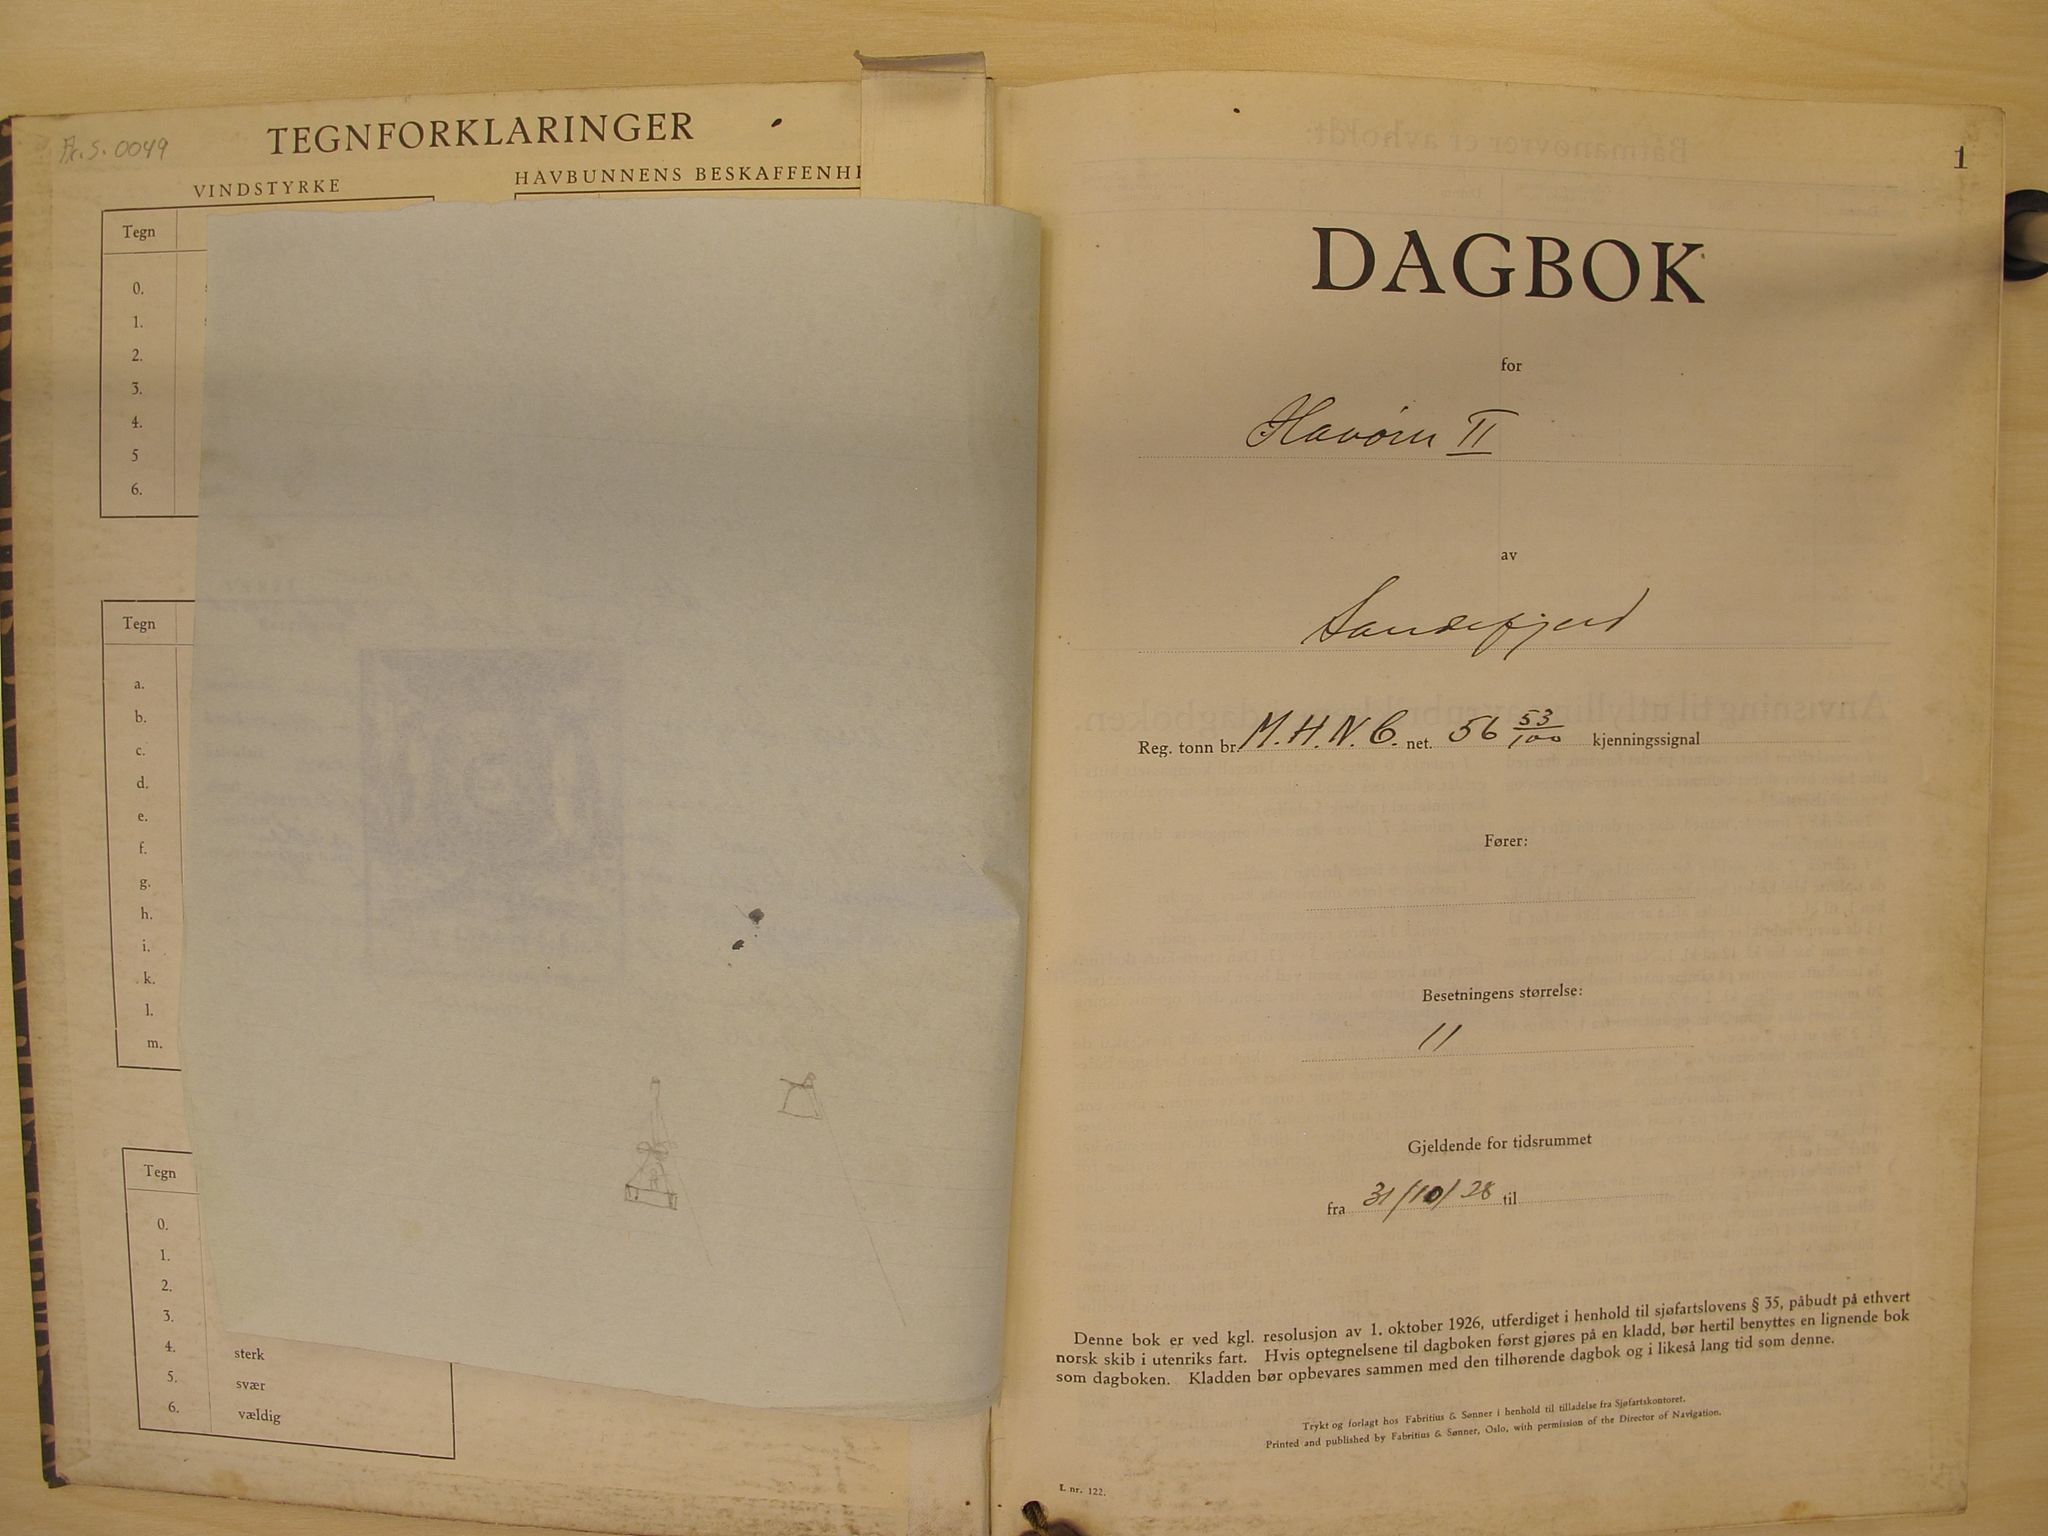 Fr. S. 0049
TEGNFORKLARINGER
VINDSTYRKE
HAVBUNNENS BESKAFFENHE
Tegn
0.
1.
2.
3.
4.
5
6.
Tegn
a.
b.
c.
d.
e.
f.
g.
h.
i.
k.
l.
m.
Tegn
0.
1.
2.
3.
4. sterk
5. svær
6. vældig
1
DAGBOK
for
Havørn II
av
Sandefjord
Reg. tonn br. M.H.N.C. net. 56 53/100 kjenningssignal
Fører:
Besetningens størrelse:
11
Gjeldende for tidsrummet
fra 31/10/28 til
Denne bok er ved kgl. resolusjon av 1. oktober 1926, utferdiget i henhold til sjøfartslovens § 35, påbudt på ethvert
norsk skib i utenriks fart. Hvis optegnelsene til dagboken først gjøres på en kladd, bør hertil benyttes en lignende bok
som dagboken. Kladden bør opbevares sammen med den tilhørende dagbok og i likeså lang tid som denne.
Trykt og forlagt hos Fabritius & Sønner i henhold til tilladelse fra Sjøfartskontoret.
Printed and published by Fabritius & Sønner, Oslo, with permission of the Director of Navigation.
L. nr. 122.